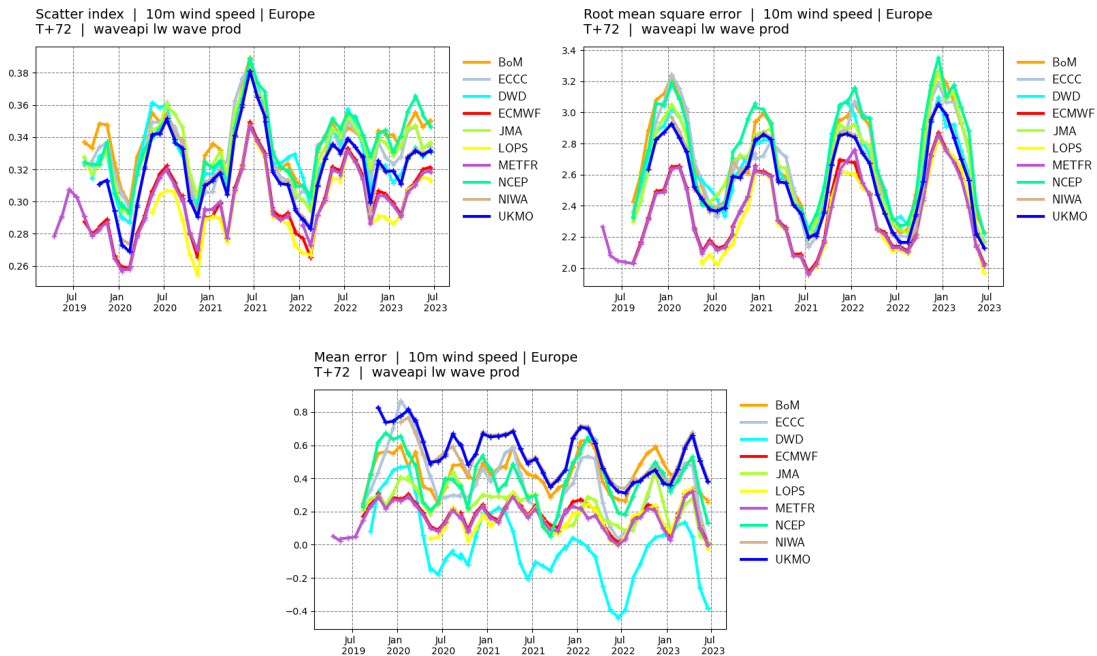 Scatter index | 10m wind speed | Europe
T+72 | waveapi lw wave prod
0.38
0.36
0.34
0.32
0.30
0.28
0.26
Jul 2019
Jan 2020
Jul 2020
Jan 2021
Jul 2021
Jan 2022
Jul 2022
Jan 2023
Jul 2023
BoM
ECCC
DWD
ECMWF
JMA
LOPS
METFR
NCEP
NIWA
UKMO
Root mean square error | 10m wind speed | Europe
T+72 | waveapi lw wave prod
3.4
3.2
3.0
2.8
2.6
2.4
2.2
2.0
Jul 2019
Jan 2020
Jul 2020
Jan 2021
Jul 2021
Jan 2022
Jul 2022
Jan 2023
Jul 2023
BoM
ECCC
DWD
ECMWF
JMA
LOPS
METFR
NCEP
NIWA
UKMO
Mean error | 10m wind speed | Europe
T+72 | waveapi lw wave prod
0.8
0.6
0.4
0.2
0.0
−0.2
−0.4
Jul 2019
Jan 2020
Jul 2020
Jan 2021
Jul 2021
Jan 2022
Jul 2022
Jan 2023
Jul 2023
BoM
ECCC
DWD
ECMWF
JMA
LOPS
METFR
NCEP
NIWA
UKMO